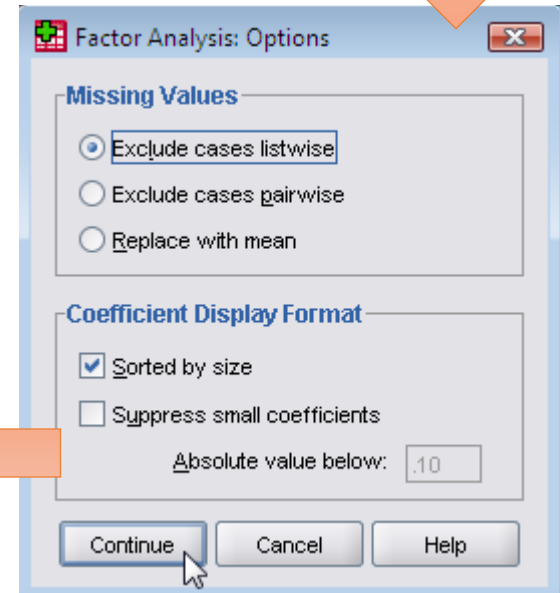 Factor Analysis: Options
Missing Values
Exclude cases listwise
Exclude cases pairwise
Replace with mean
Coefficient Display Format
Sorted by size
Suppress small coefficients
Absolute value below: .10
Continue Cancel Help